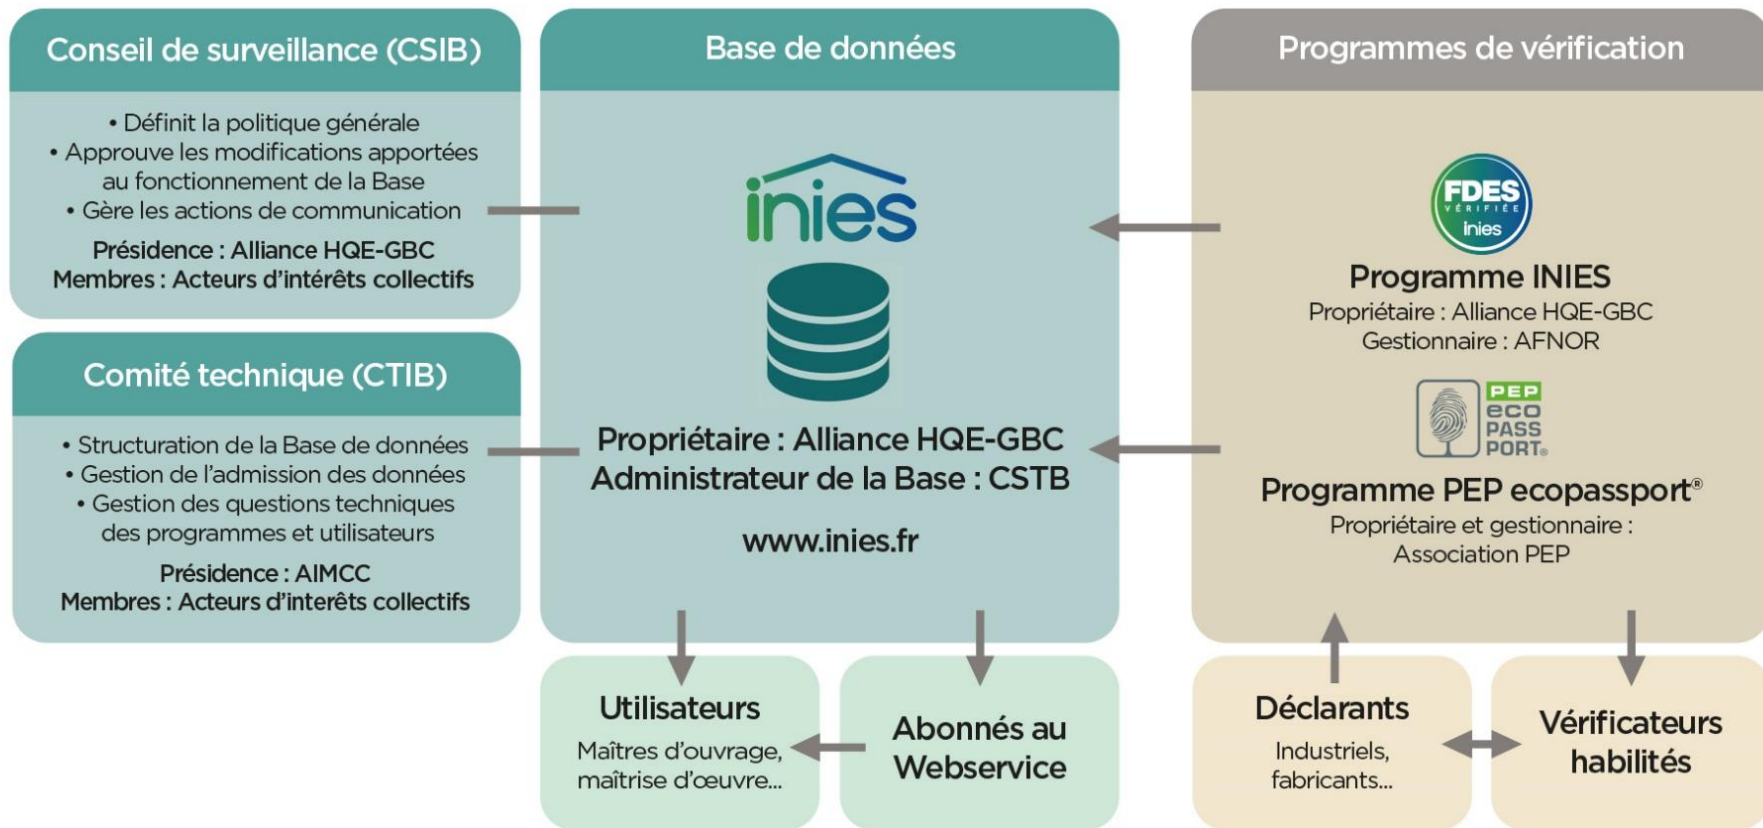 Conseil de surveillance (CSIB)
• Définit la politique générale
• Approuve les modifications apportées
au fonctionnement de la Base
• Gère les actions de communication
Présidence : Alliance HQE-GBC
Membres : Acteurs d'intérêts collectifs
Comité technique (CTIB)
• Structuration de la Base de données
• Gestion de l'admission des données
• Gestion des questions techniques
des programmes et utilisateurs
Présidence : AIMCC
Membres : Acteurs d'interêts collectifs
Base de données
inies
Propriétaire : Alliance HQE-GBC
Administrateur de la Base : CSTB
www.inies.fr
Utilisateurs
Maîtres d'ouvrage,
maîtrise d'œuvre...
Abonnés au
Webservice
Programmes de vérification
FDES
VÉRIFIÉE
inies
Programme INIES
Propriétaire : Alliance HQE-GBC
Gestionnaire : AFNOR
PEP
eco
PASS
PORT®
Programme PEP ecopassport®
Propriétaire et gestionnaire :
Association PEP
Déclarants
Industriels,
fabricants...
Vérificateurs
habilités